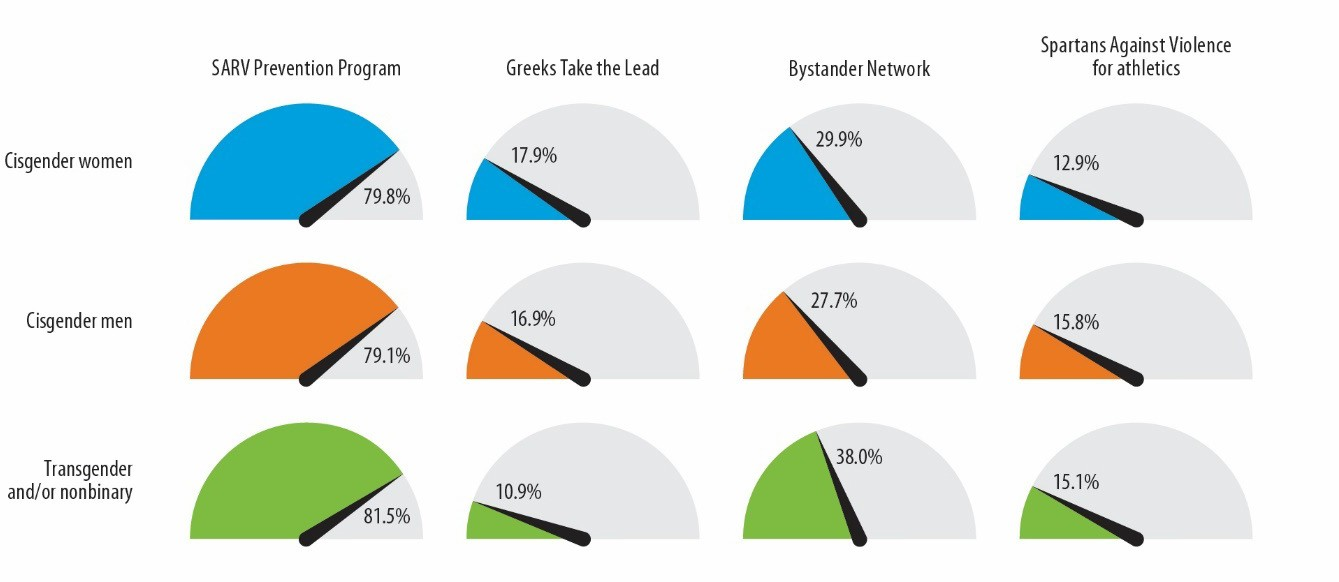 SARV Prevention Program
Greeks Take the Lead
Bystander Network
Spartans Against Violence
for athletics
Cisgender women
79.8%
17.9%
29.9%
12.9%
Cisgender men
79.1%
16.9%
27.7%
15.8%
Transgender
and/or nonbinary
81.5%
10.9%
38.0%
15.1%